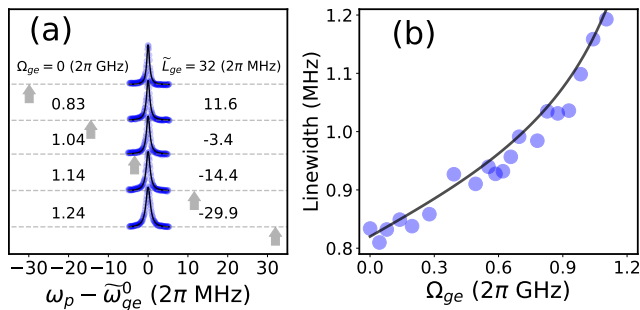 (a)
Ω_ge = 0 (2π GHz) L̃_ge = 32 (2π MHz)
0.83 11.6
1.04 -3.4
1.14 -14.4
1.24 -29.9
−30 −20 −10 0 10 20 30
ω_p − ω̃⁰_ge (2π MHz)
(b)
Linewidth (MHz)
1.2
1.1
1.0
0.9
0.8
0.0 0.3 0.6 0.9 1.2
Ω_ge (2π GHz)